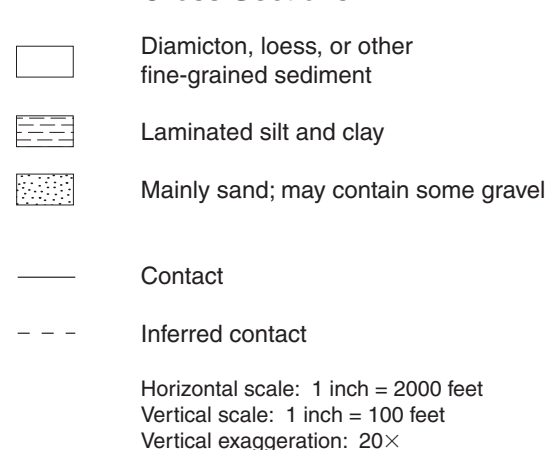 Diamicton, loess, or other
fine-grained sediment
Laminated silt and clay
Mainly sand; may contain some gravel
Contact
Inferred contact
Horizontal scale: 1 inch = 2000 feet
Vertical scale: 1 inch = 100 feet
Vertical exaggeration: 20×